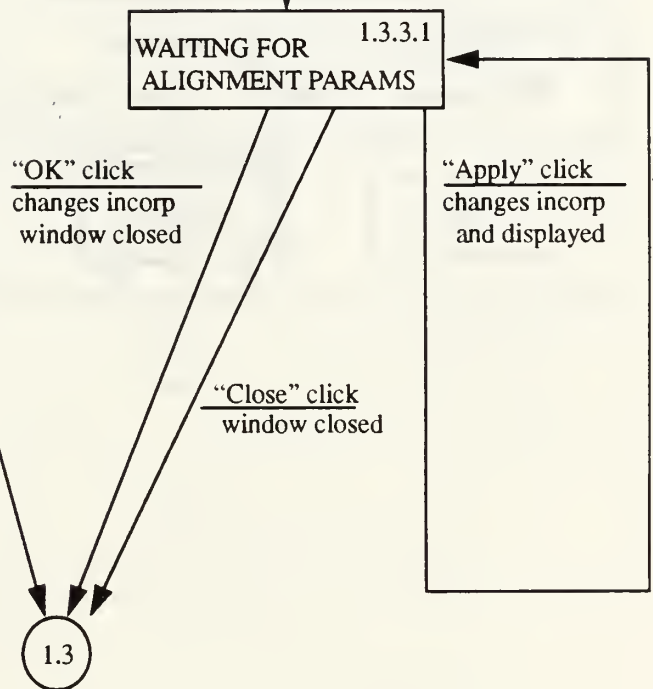 1.3.3.1
WAITING FOR
ALIGNMENT PARAMS
“OK” click
changes incorp
window closed
“Apply” click
changes incorp
and displayed
“Close” click
window closed
1.3